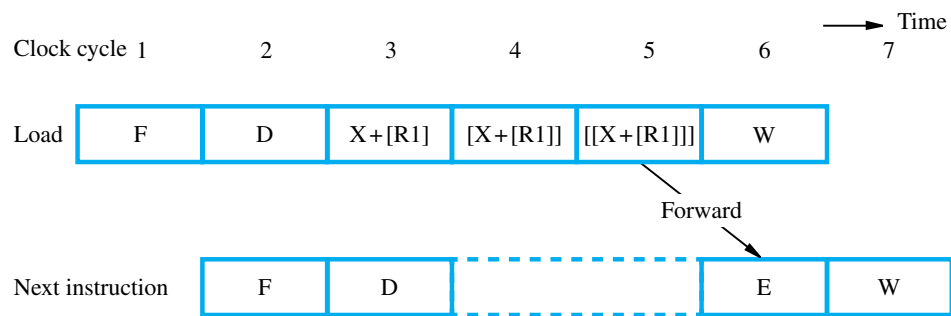 Time
Clock cycle 1 2 3 4 5 6 7
Load F D X+[R1] [X+[R1]] [[X+[R1]]] W
Forward
Next instruction F D E W